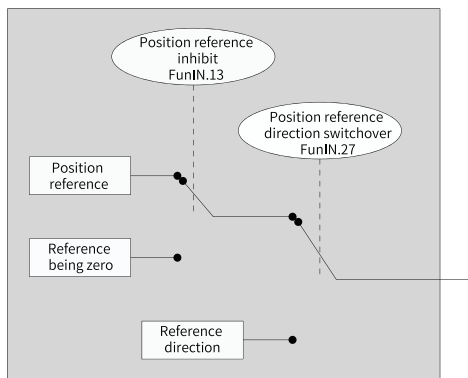 Position reference
inhibit
FunIN.13
Position reference
direction switchover
FunIN.27
Position
reference
Reference
being zero
Reference
direction